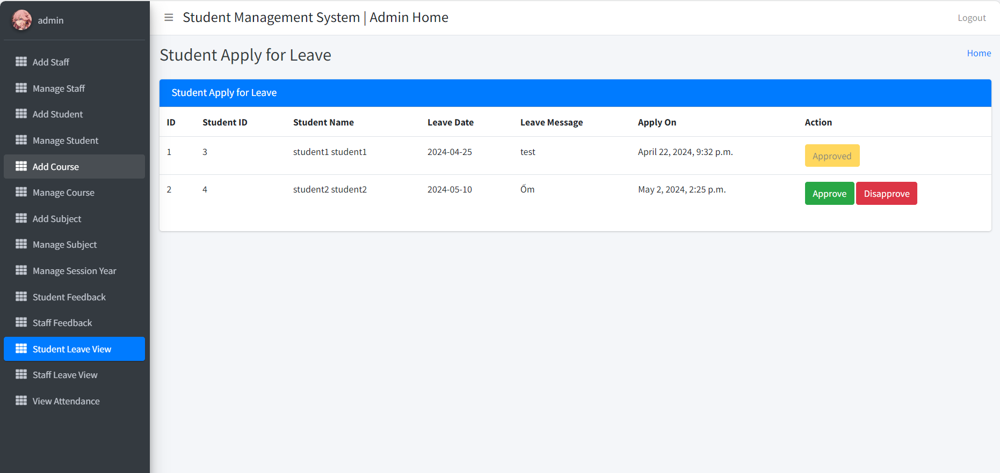 admin
Add Staff
Manage Staff
Add Student
Manage Student
Add Course
Manage Course
Add Subject
Manage Subject
Manage Session Year
Student Feedback
Staff Feedback
Student Leave View
Staff Leave View
View Attendance
Student Management System | Admin Home
Logout
Student Apply for Leave
Home
Student Apply for Leave
ID Student ID Student Name Leave Date Leave Message Apply On Action
1 3 student1 student1 2024-04-25 test April 22, 2024, 9:32 p.m. Approved
2 4 student2 student2 2024-05-10 Ốm May 2, 2024, 2:25 p.m. Approve Disapprove